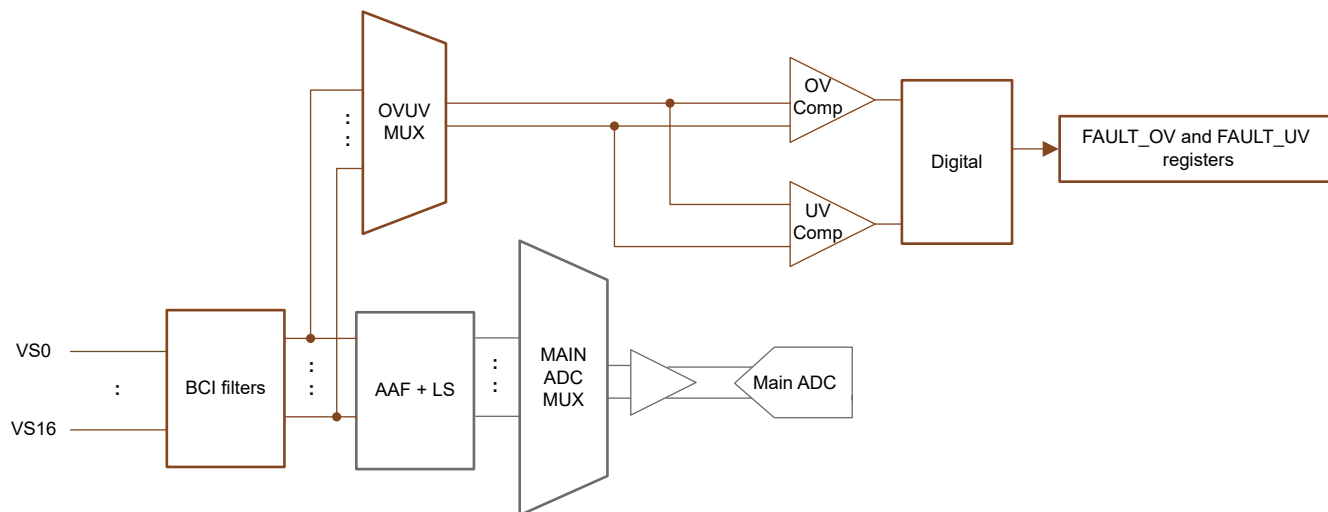 OVUV
MUX
OV
Comp
UV
Comp
Digital
FAULT_OV and FAULT_UV
registers
VS0
:
VS16
BCI filters
:
:
:
:
AAF + LS
:
:
MAIN
ADC
MUX
Main ADC